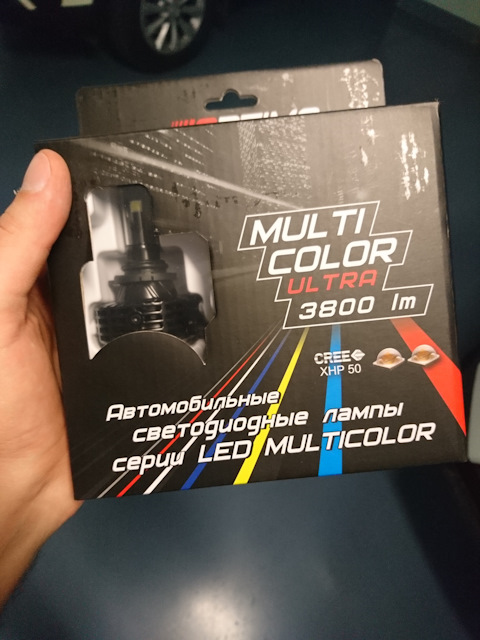 MULTI
COLOR
ULTRA
3800 lm
CREE
XHP 50
Автомобильные
светодиодные лампы
серии LED MULTICOLOR